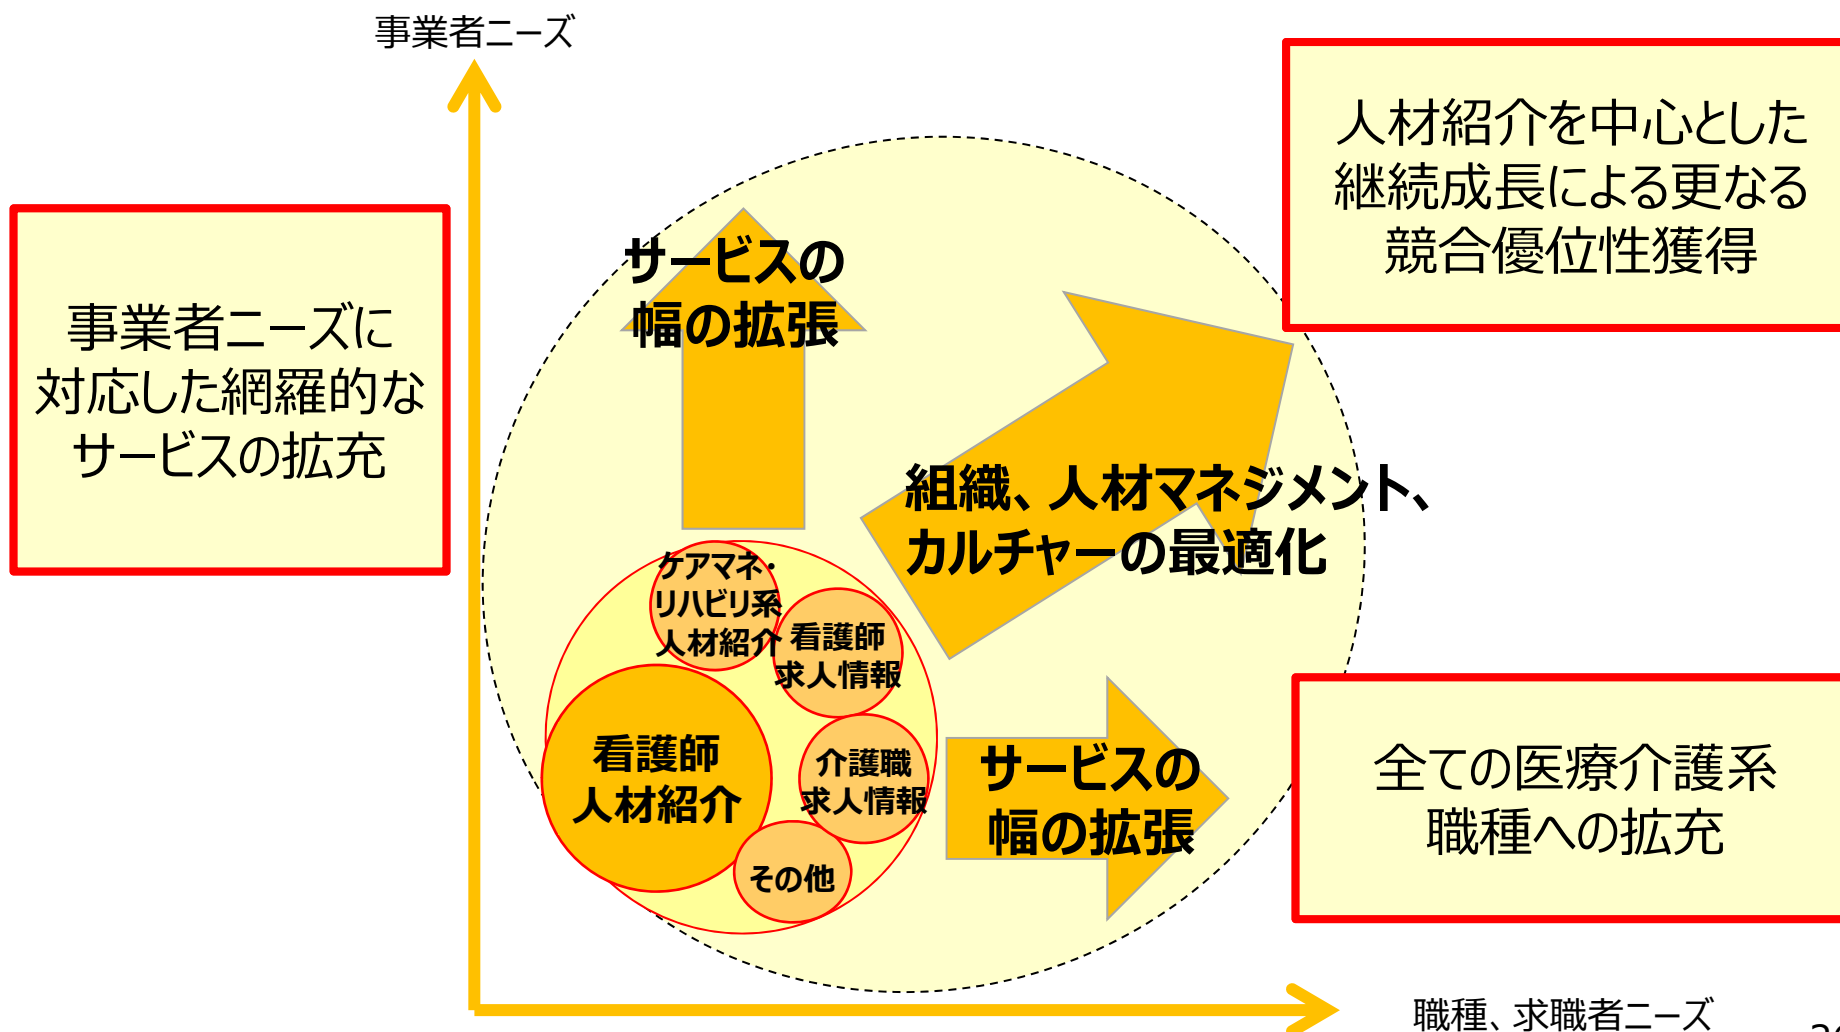 事業者ニーズ
人材紹介を中心とした
継続成長による更なる
競合優位性獲得
事業者ニーズに
対応した網羅的な
サービスの拡充
サービスの
幅の拡張
組織、人材マネジメント、
カルチャーの最適化
ケアマネ・
リハビリ系
人材紹介
看護師
求人情報
看護師
人材紹介
介護職
求人情報
その他
サービスの
幅の拡張
全ての医療介護系
職種への拡充
職種、求職者ニーズ